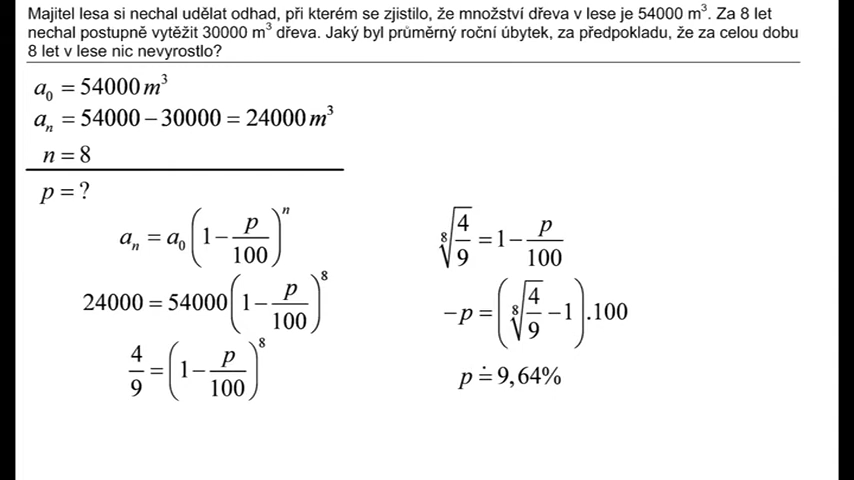 Majitel lesa si nechal udělat odhad, při kterém se zjistilo, že množství dřeva v lese je 54000 m³. Za 8 let
nechal postupně vytěžit 30000 m³ dřeva. Jaký byl průměrný roční úbytek, za předpokladu, že za celou dobu
8 let v lese nic nevyrostlo?
a₀ = 54000 m³
aₙ = 54000 − 30000 = 24000 m³
n = 8
p = ?
aₙ = a₀ (1 − p/100)ⁿ
24000 = 54000 (1 − p/100)⁸
4/9 = (1 − p/100)⁸
⁸√(4/9) = 1 − p/100
−p = (⁸√(4/9) − 1).100
p ≐ 9,64%